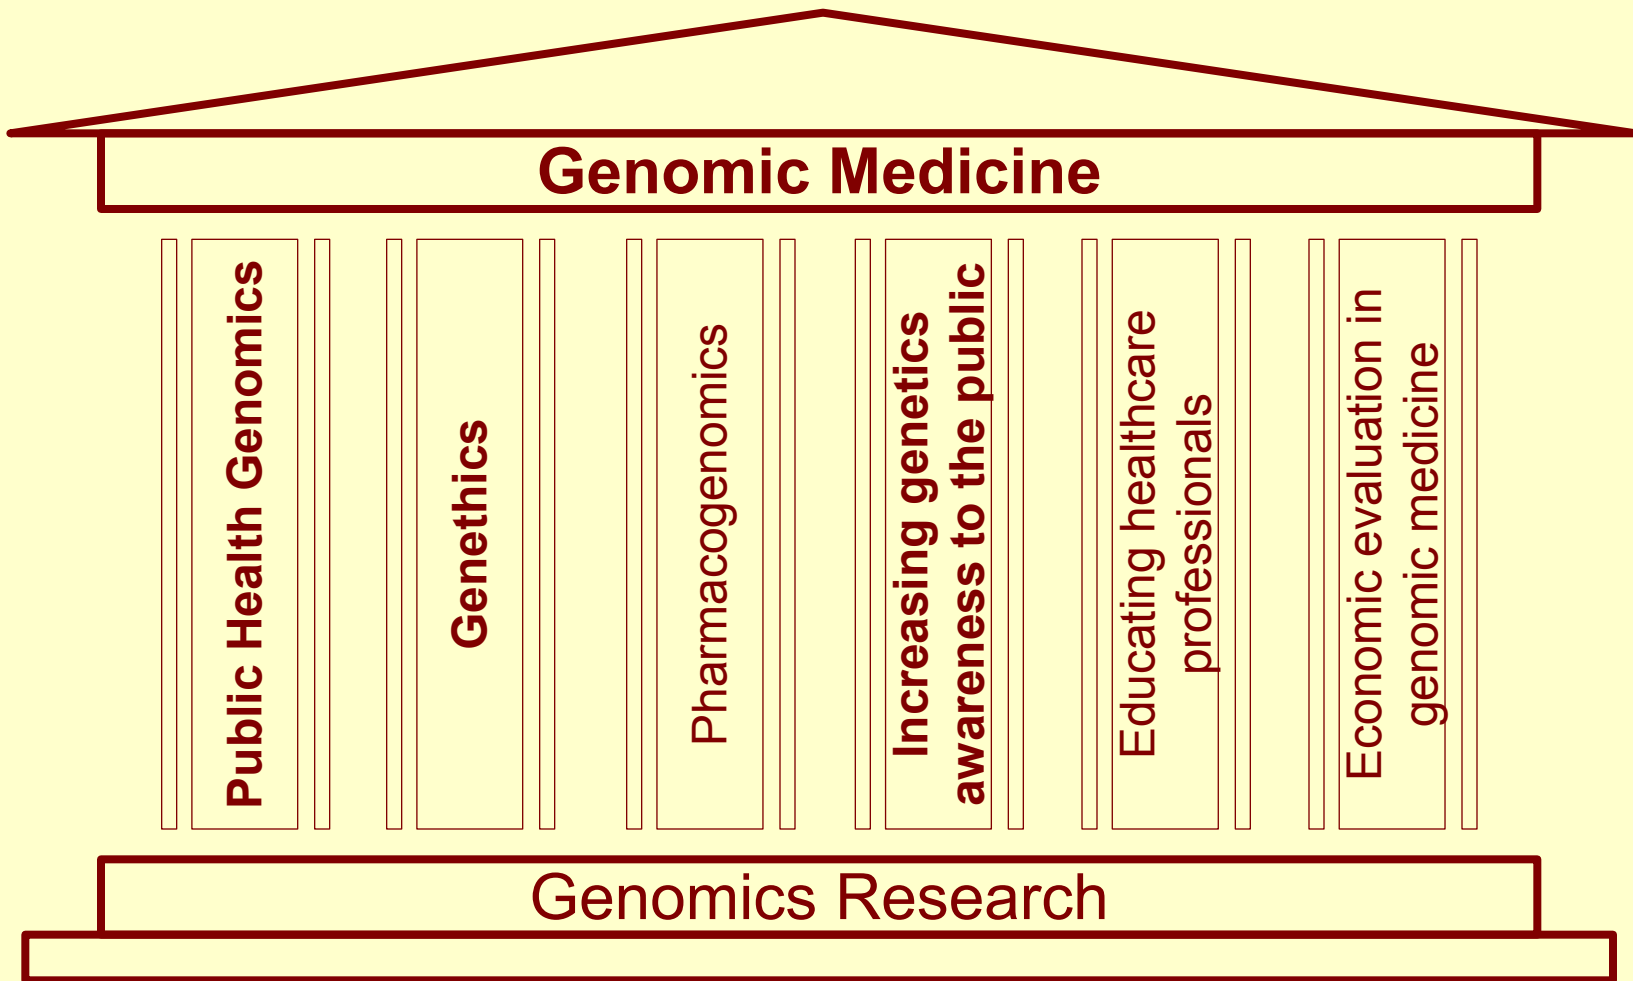 Genomic Medicine
Public Health Genomics
Genethics
Pharmacogenomics
Increasing genetics
awareness to the public
Educating healthcare
professionals
Economic evaluation in
genomic medicine
Genomics Research